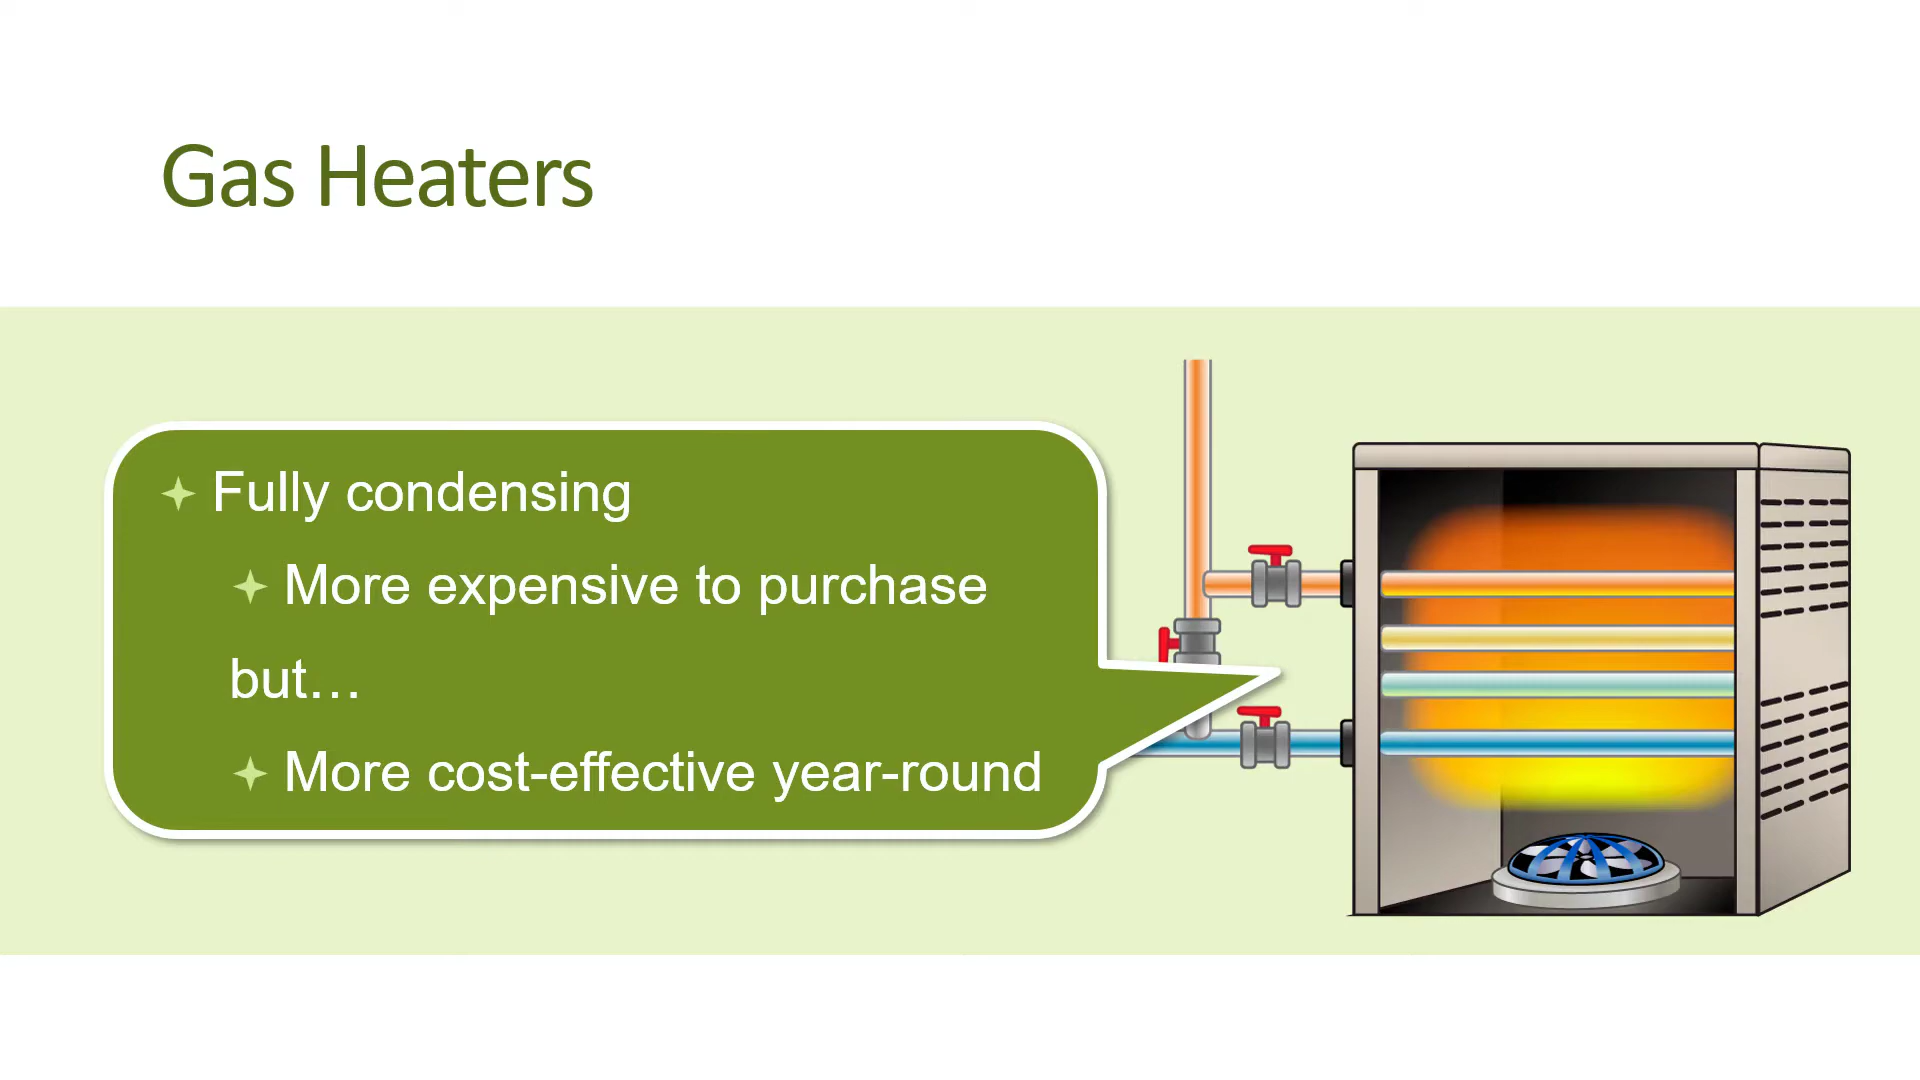 Gas Heaters
Fully condensing
More expensive to purchase
but…
More cost-effective year-round